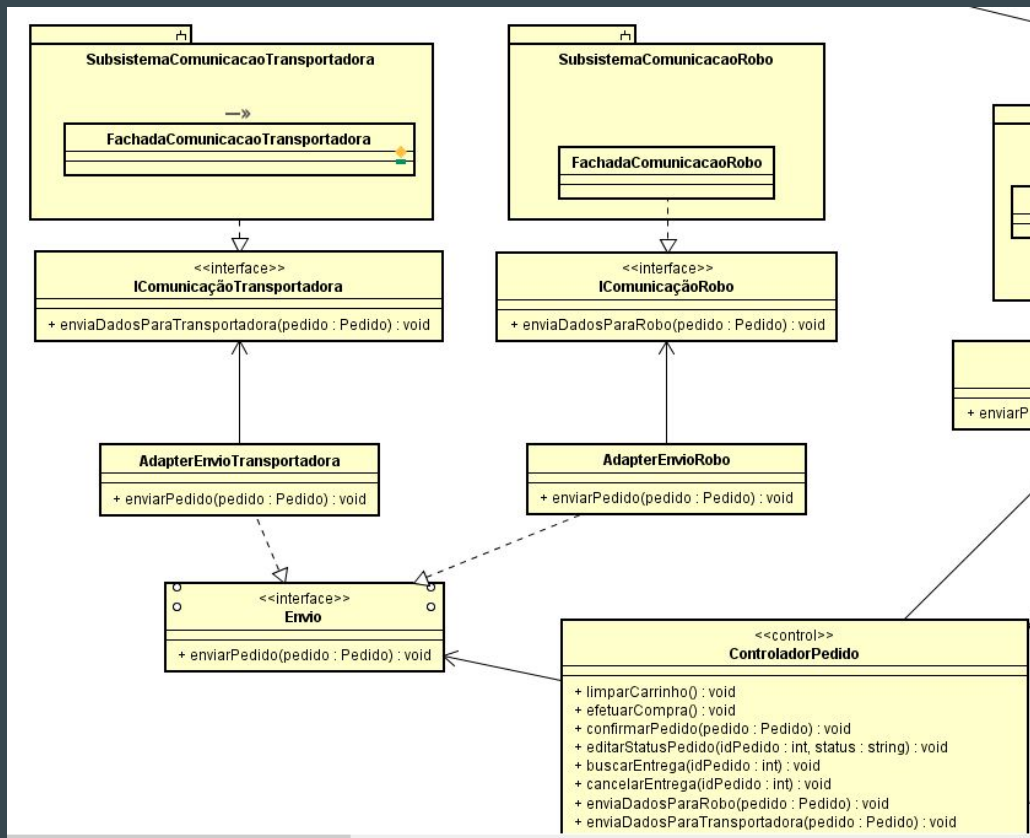 SubsistemaComunicacaoTransportadora
FachadaComunicacaoTransportadora
SubsistemaComunicacaoRobo
FachadaComunicacaoRobo
<<interface>>
IComunicaçãoTransportadora
+ enviaDadosParaTransportadora(pedido : Pedido) : void
<<interface>>
IComunicaçãoRobo
+ enviaDadosParaRobo(pedido : Pedido) : void
+ enviarP
AdapterEnvioTransportadora
+ enviarPedido(pedido : Pedido) : void
AdapterEnvioRobo
+ enviarPedido(pedido : Pedido) : void
<<interface>>
Envio
+ enviarPedido(pedido : Pedido) : void
<<control>>
ControladorPedido
+ limparCarrinho() : void
+ efetuarCompra() : void
+ confirmarPedido(pedido : Pedido) : void
+ editarStatusPedido(idPedido : int, status : string) : void
+ buscarEntrega(idPedido : int) : void
+ cancelarEntrega(idPedido : int) : void
+ enviaDadosParaRobo(pedido : Pedido) : void
+ enviaDadosParaTransportadora(pedido : Pedido) : void